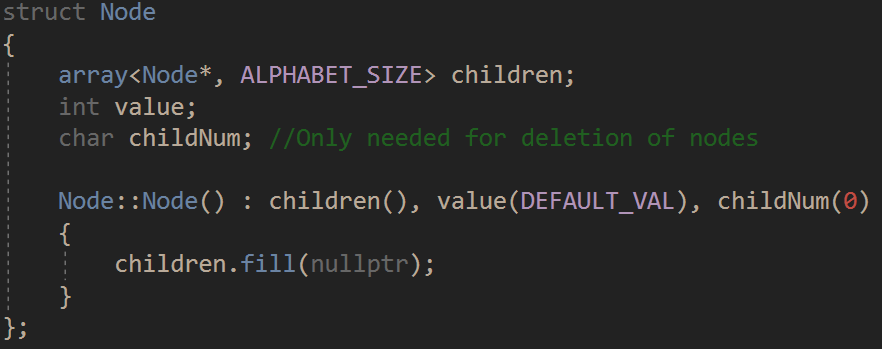 struct Node
{
array<Node*, ALPHABET_SIZE> children;
int value;
char childNum; //Only needed for deletion of nodes
Node::Node() : children(), value(DEFAULT_VAL), childNum(0)
{
children.fill(nullptr);
}
};